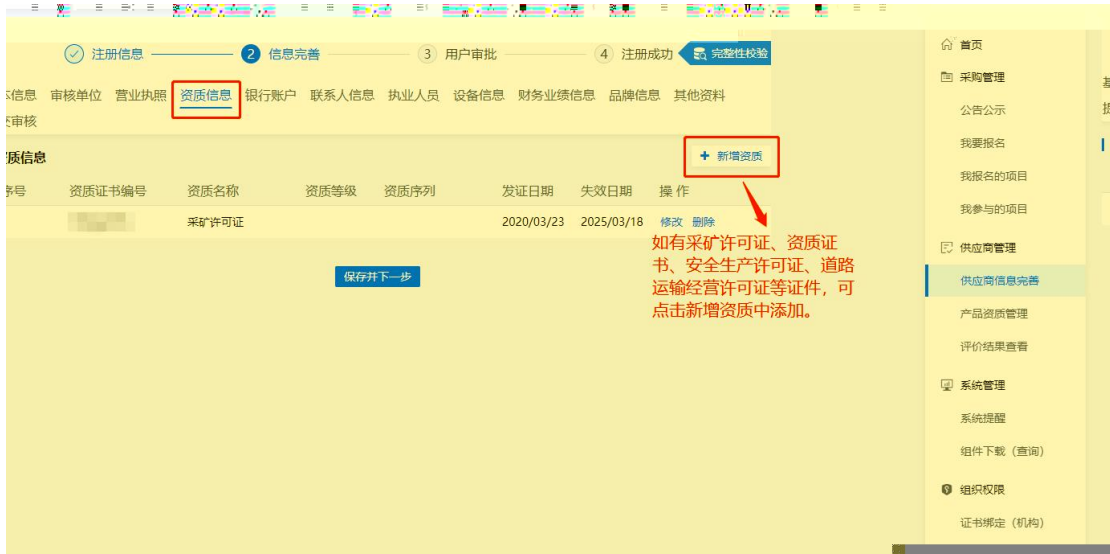 注册信息
2 信息完善
3 用户审批
4 注册成功
完整性校验
本信息 审核单位 营业执照 资质信息 银行账户 联系人信息 执业人员 设备信息 财务业绩信息 品牌信息 其他资料
交审核
资质信息
+ 新增资质
序号 资质证书编号 资质名称 资质等级 资质序列 发证日期 失效日期 操作
采矿许可证 2020/03/23 2025/03/18 修改 删除
保存并下一步
如有采矿许可证、资质证
书、安全生产许可证、道路
运输经营许可证等证件，可
点击新增资质中添加。
首页
采购管理
公告公示
我要报名
我报名的项目
我参与的项目
供应商管理
供应商信息完善
产品资质管理
评价结果查看
系统管理
系统提醒
组件下载（查询）
组织权限
证书绑定（机构）